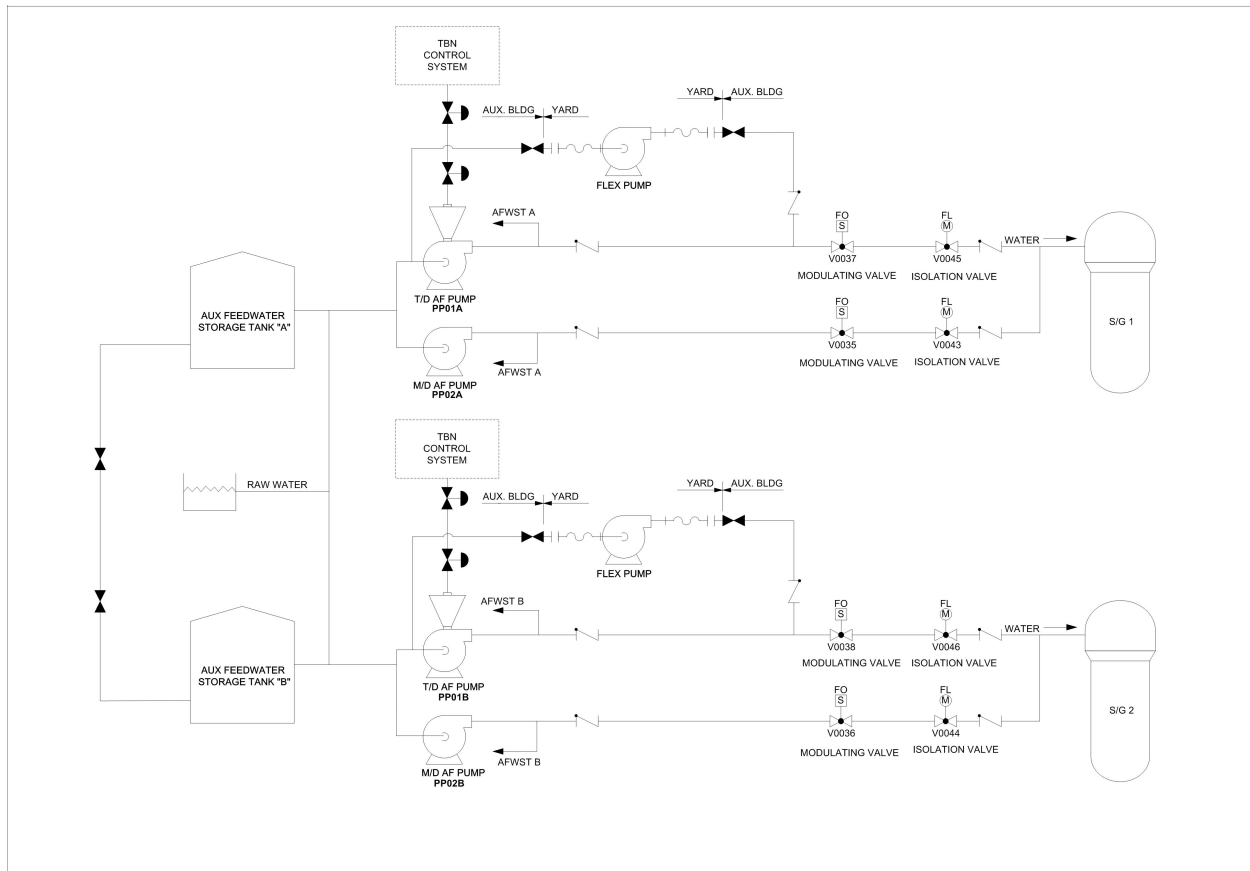 TBN
CONTROL
SYSTEM
YARD
AUX. BLDG
AUX. BLDG
YARD
FLEX PUMP
AFWST A
FO
S
FL
M
WATER
V0037
V0045
MODULATING VALVE
ISOLATION VALVE
T/D AF PUMP
PP01A
AUX FEEDWATER
STORAGE TANK "A"
FO
S
FL
M
S/G 1
V0035
V0043
MODULATING VALVE
ISOLATION VALVE
AFWST A
M/D AF PUMP
PP02A
TBN
CONTROL
SYSTEM
RAW WATER
YARD
AUX. BLDG
AUX. BLDG
YARD
FLEX PUMP
AFWST B
FO
S
FL
M
WATER
V0038
V0046
MODULATING VALVE
ISOLATION VALVE
AUX FEEDWATER
STORAGE TANK "B"
T/D AF PUMP
PP01B
FO
S
FL
M
S/G 2
V0036
V0044
MODULATING VALVE
ISOLATION VALVE
AFWST B
M/D AF PUMP
PP02B